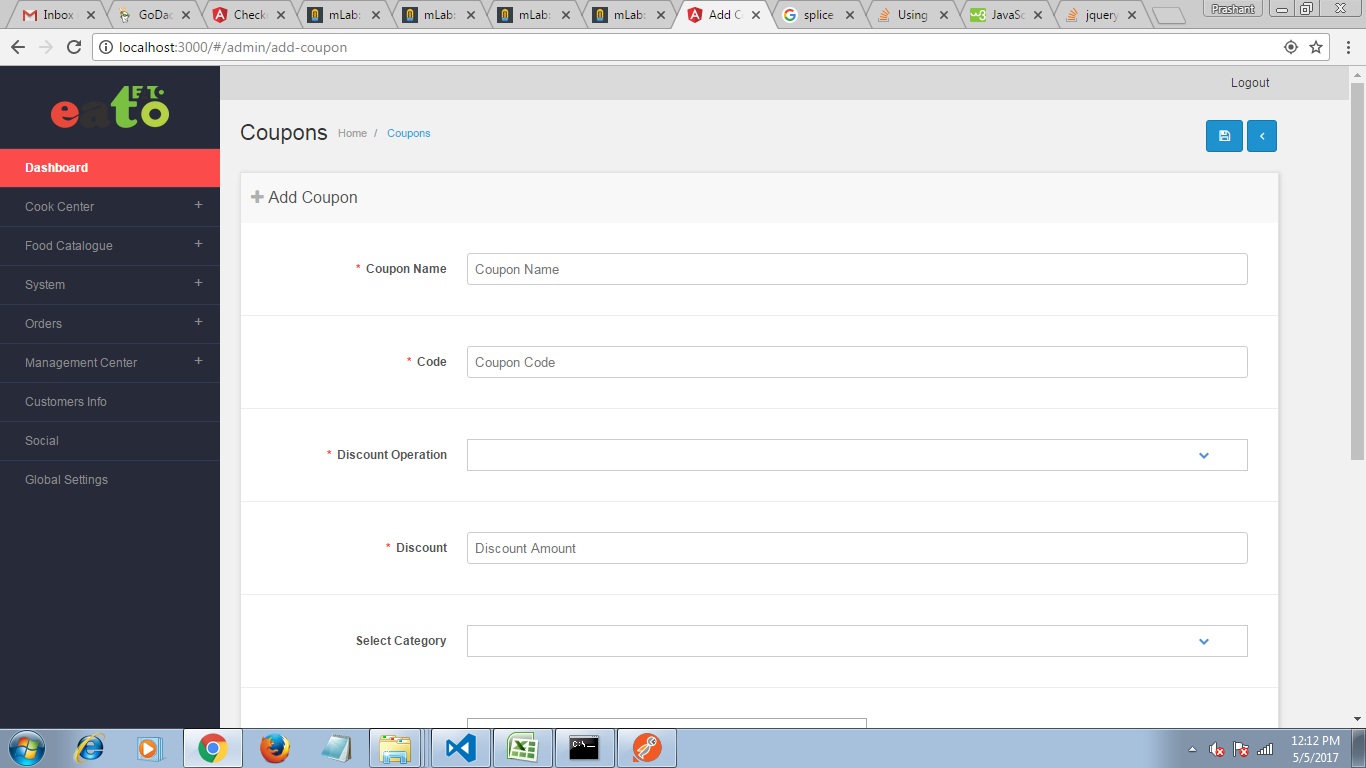 Inbox GoDac Check mLab: mLab: mLab: mLab: Add C splice Using JavaSc jquery Prashant
localhost:3000/#/admin/add-coupon
eato
Logout
Coupons Home / Coupons
Dashboard
Cook Center +
Food Catalogue +
System +
Orders +
Management Center +
Customers Info
Social
Global Settings
Add Coupon
* Coupon Name Coupon Name
* Code Coupon Code
* Discount Operation
* Discount Discount Amount
Select Category
12:12 PM
5/5/2017